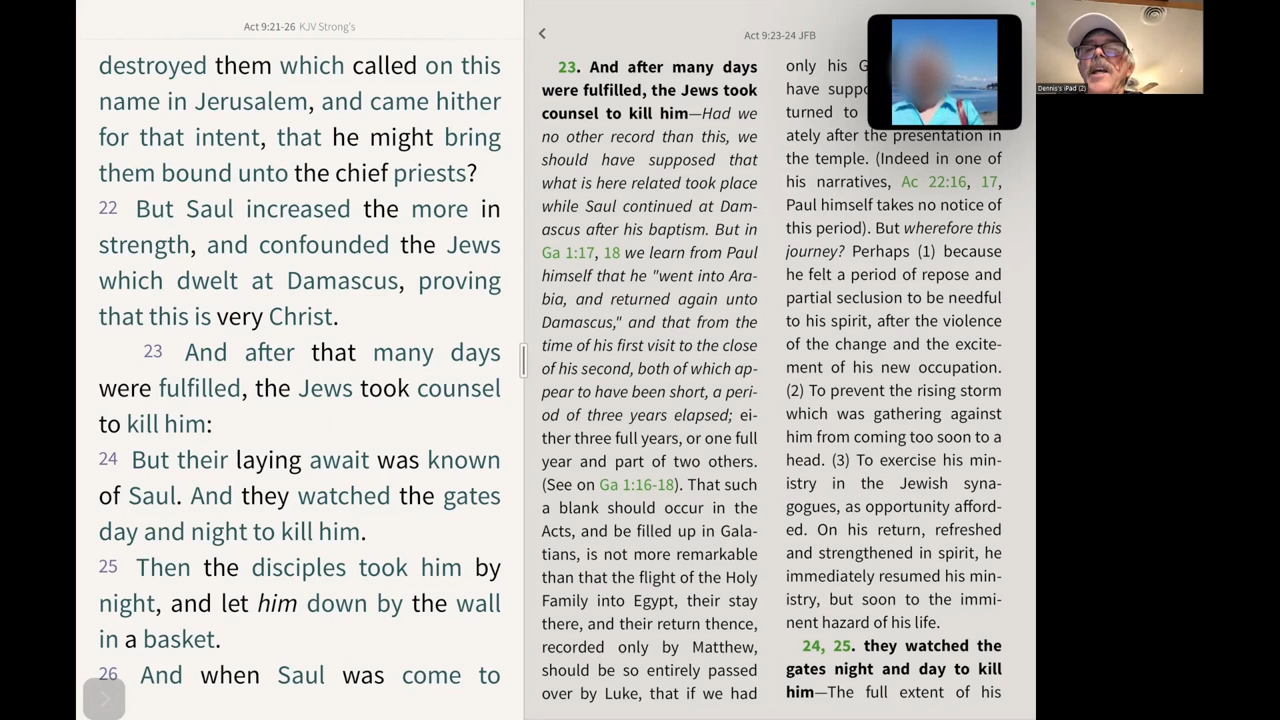 Act 9:21-26 KJV Strong's
destroyed them which called on this
name in Jerusalem, and came hither
for that intent, that he might bring
them bound unto the chief priests?
22 But Saul increased the more in
strength, and confounded the Jews
which dwelt at Damascus, proving
that this is very Christ.
23 And after that many days
were fulfilled, the Jews took counsel
to kill him:
24 But their laying await was known
of Saul. And they watched the gates
day and night to kill him.
25 Then the disciples took him by
night, and let him down by the wall
in a basket.
26 And when Saul was come to
Act 9:23-24 JFB
23. And after many days
were fulfilled, the Jews took
counsel to kill him—Had we
no other record than this, we
should have supposed that
what is here related took place
while Saul continued at Dam-
ascus after his baptism. But in
Ga 1:17, 18 we learn from Paul
himself that he "went into Ara-
bia, and returned again unto
Damascus," and that from the
time of his first visit to the close
of his second, both of which ap-
pear to have been short, a peri-
od of three years elapsed; ei-
ther three full years, or one full
year and part of two others.
(See on Ga 1:16-18). That such
a blank should occur in the
Acts, and be filled up in Gala-
tians, is not more remarkable
than that the flight of the Holy
Family into Egypt, their stay
there, and their return thence,
recorded only by Matthew,
should be so entirely passed
over by Luke, that if we had
only his
have
turned to
ately after the presentation in
the temple. (Indeed in one of
his narratives, Ac 22:16, 17,
Paul himself takes no notice of
this period). But wherefore this
journey? Perhaps (1) because
he felt a period of repose and
partial seclusion to be needful
to his spirit, after the violence
of the change and the excite-
ment of his new occupation.
(2) To prevent the rising storm
which was gathering against
him from coming too soon to a
head. (3) To exercise his min-
istry in the Jewish syna-
gogues, as opportunity afford-
ed. On his return, refreshed
and strengthened in spirit, he
immediately resumed his min-
istry, but soon to the immi-
nent hazard of his life.
24, 25. they watched the
gates night and day to kill
him—The full extent of his
Dennis's iPad (2)